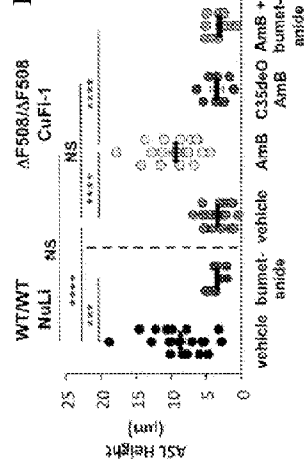 WT/WT
NuLi
ΔF508/ΔF508
CuFi-1
NS
****
NS
***
****
****
ASL Height
(μm)
25
20
15
10
5
0
vehicle
bumet-
anide
vehicle
AmB
C35deO
AmB +
bumet-
anide